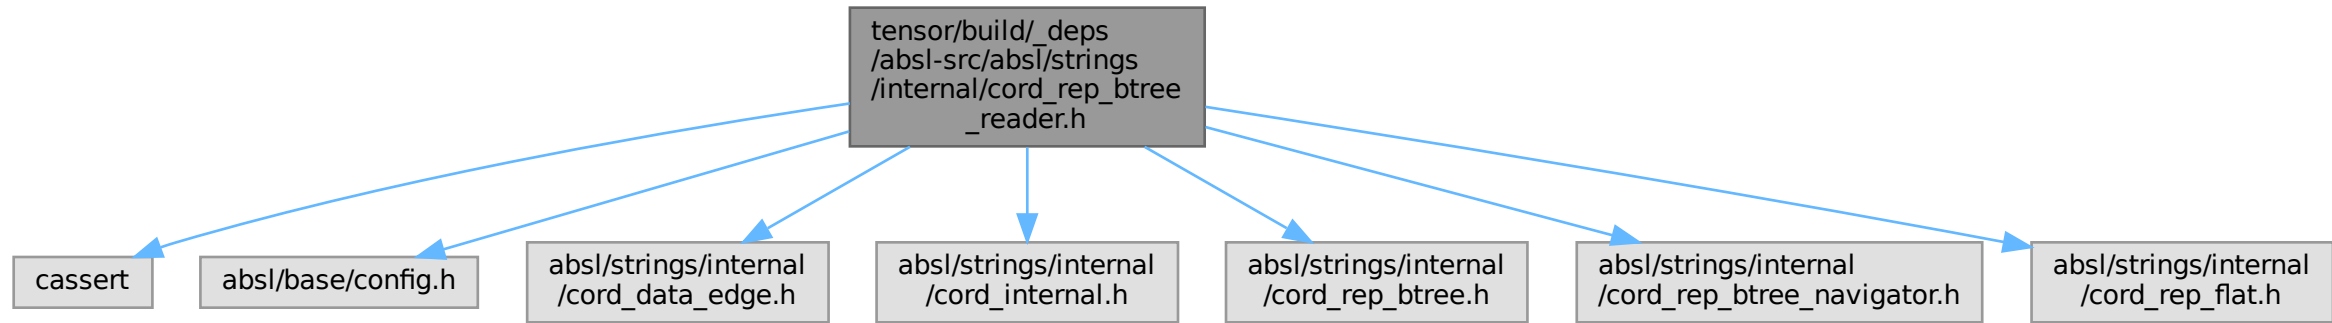 tensor/build/_deps
/absl-src/absl/strings
/internal/cord_rep_btree
_reader.h
cassert
absl/base/config.h
absl/strings/internal
/cord_data_edge.h
absl/strings/internal
/cord_internal.h
absl/strings/internal
/cord_rep_btree.h
absl/strings/internal
/cord_rep_btree_navigator.h
absl/strings/internal
/cord_rep_flat.h